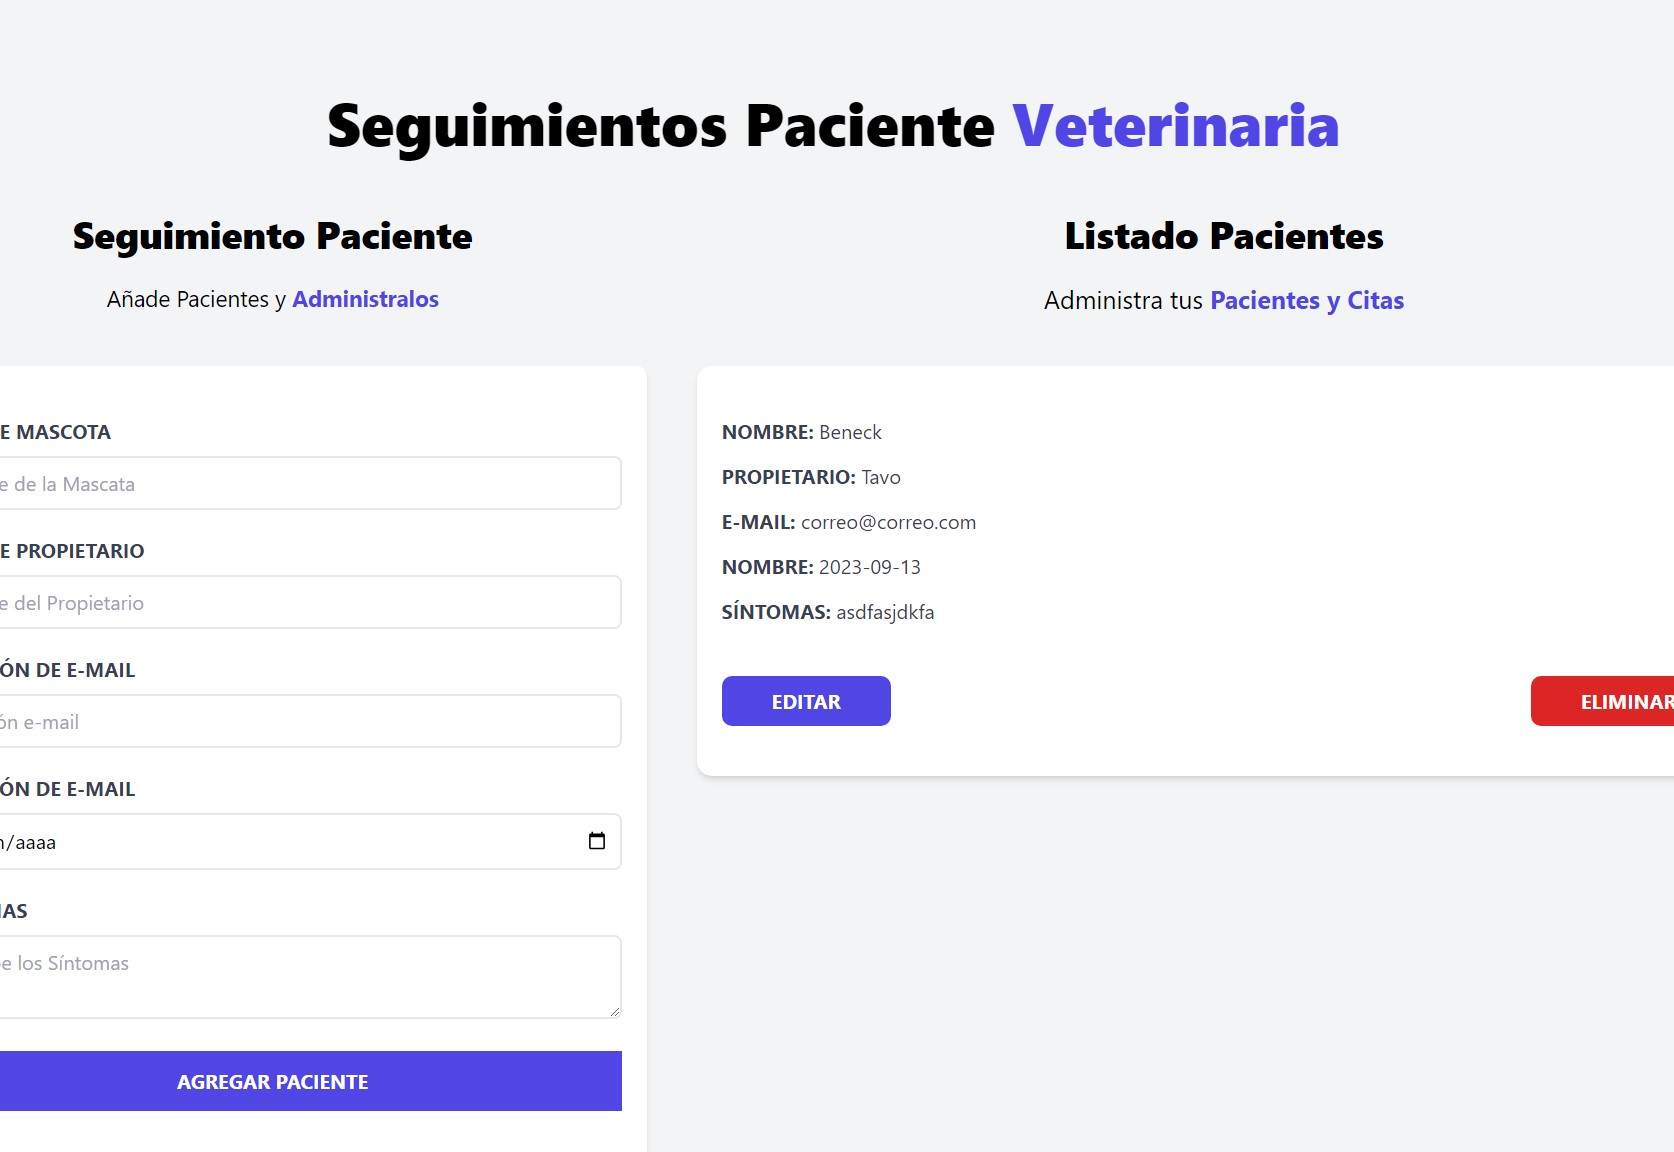 Seguimientos Paciente Veterinaria
Seguimiento Paciente
Añade Pacientes y Administralos
E MASCOTA
e de la Mascata
E PROPIETARIO
e del Propietario
ÓN DE E-MAIL
ón e-mail
ÓN DE E-MAIL
/aaaa
MAS
e los Síntomas
AGREGAR PACIENTE
Listado Pacientes
Administra tus Pacientes y Citas
NOMBRE: Beneck
PROPIETARIO: Tavo
E-MAIL: correo@correo.com
NOMBRE: 2023-09-13
SÍNTOMAS: asdfasjdkfa
EDITAR
ELIMINAR